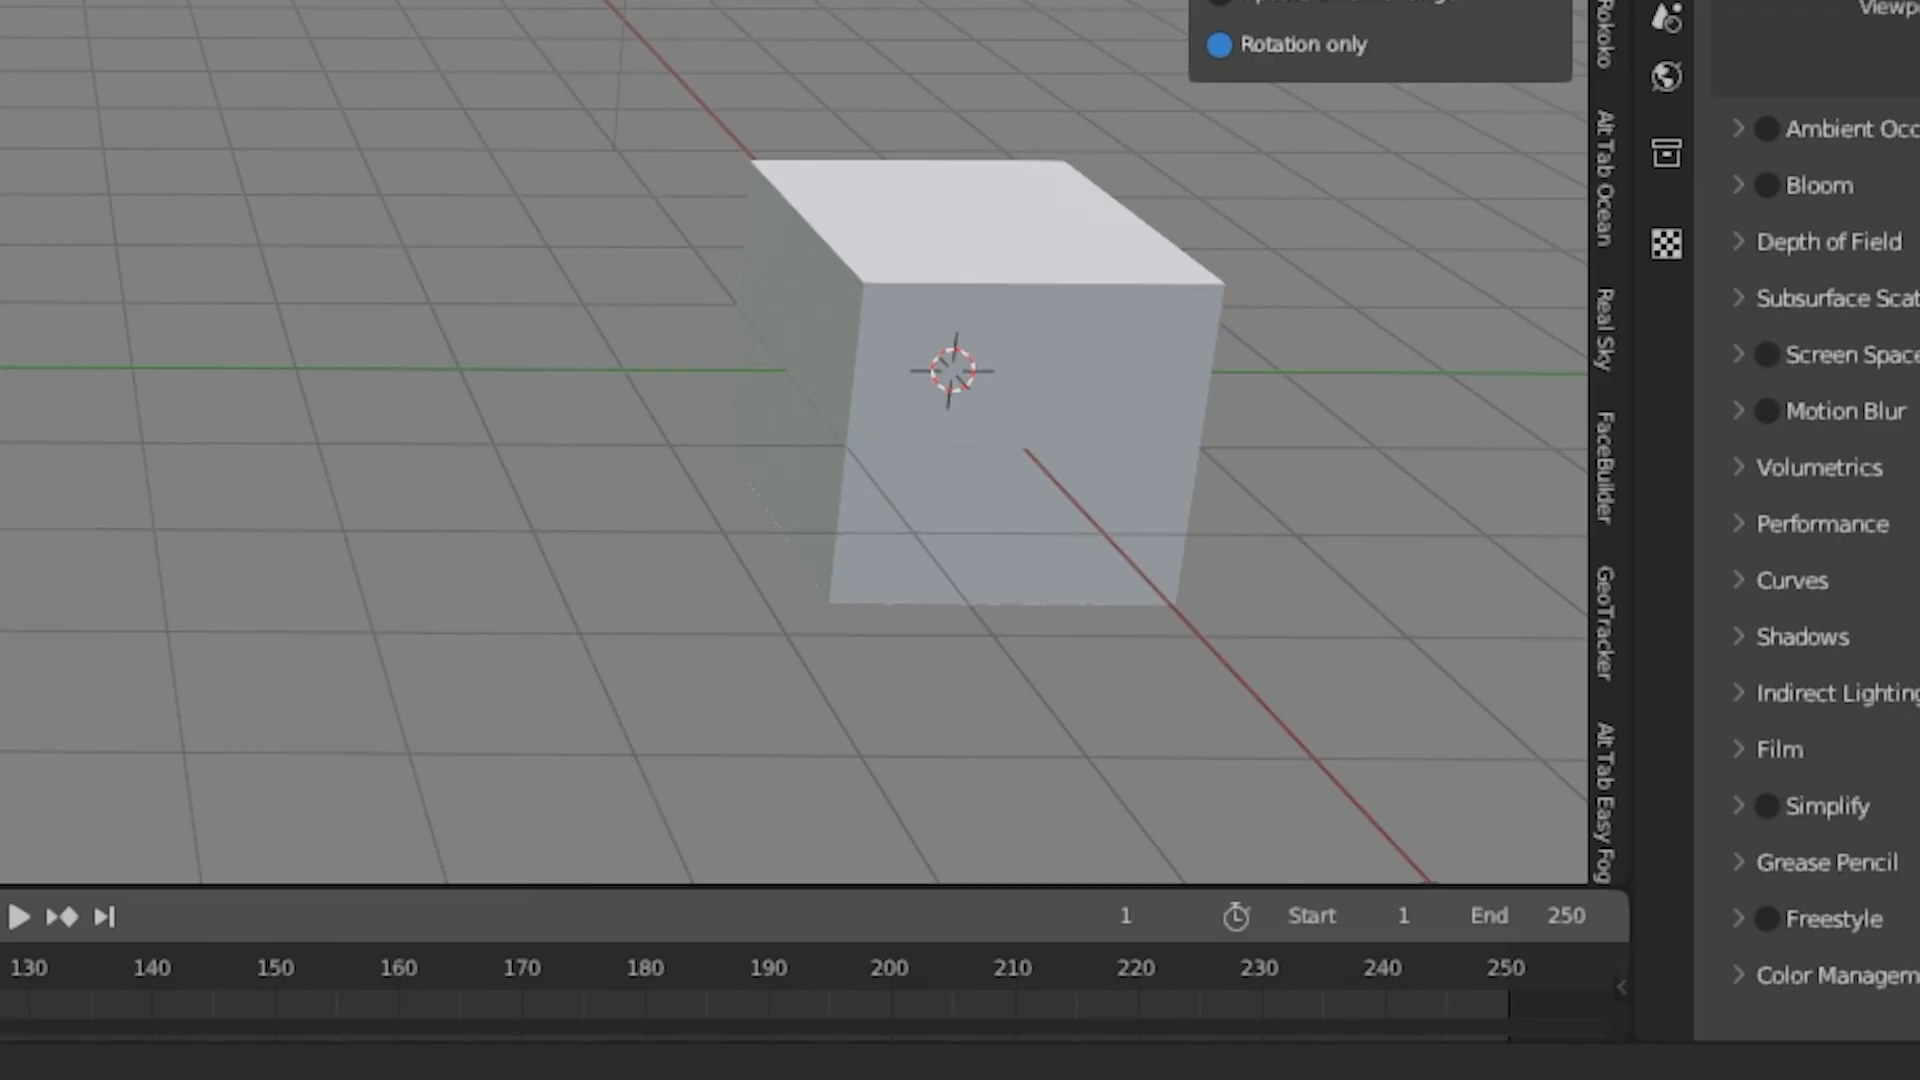 Rotation only
Rokoko
Alt Tab Ocean
Real Sky
FaceBuilder
GeoTracker
Alt Tab Easy Fog
Ambient Occ
Bloom
Depth of Field
Subsurface Scat
Screen Space
Motion Blur
Volumetrics
Performance
Curves
Shadows
Indirect Lighting
Film
Simplify
Grease Pencil
Freestyle
Color Managem
1 Start 1 End 250
130 140 150 160 170 180 190 200 210 220 230 240 250